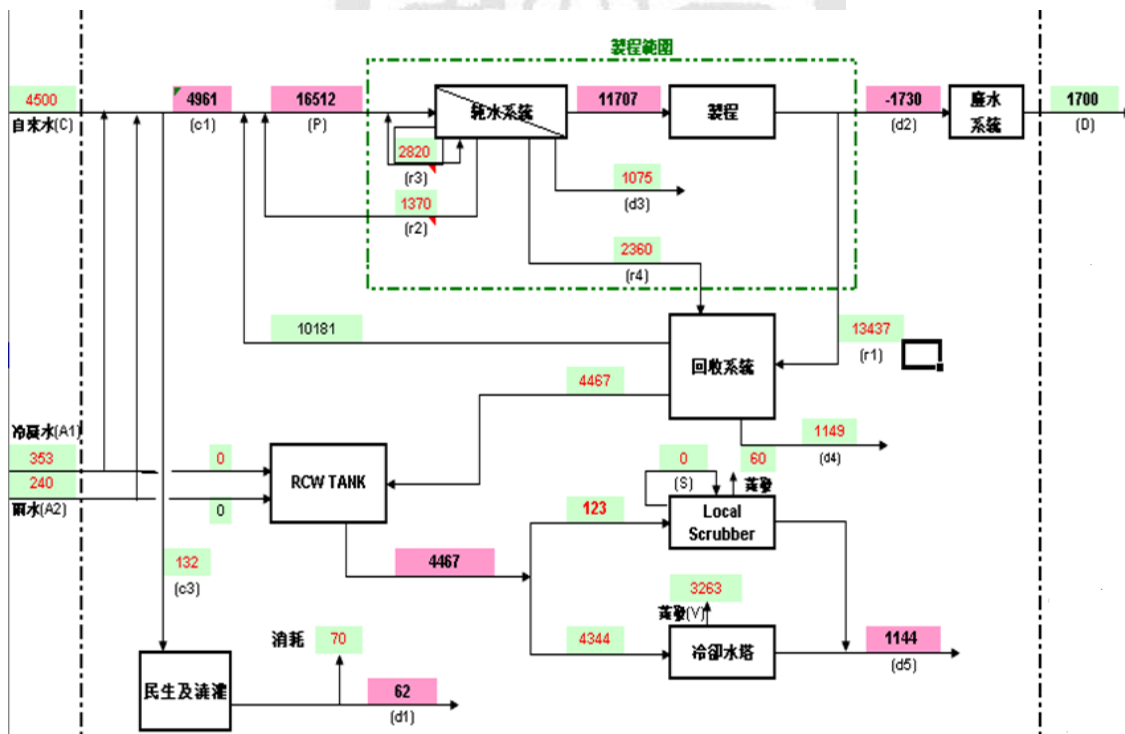 製程範圍
4500
4961
16512
純水系統
11707
製程
-1730
廢水
系統
1700
自來水(C)
(c1)
(P)
(d2)
(D)
2820
(r3)
1075
(d3)
1370
(r2)
2360
(r4)
10181
13437
(r1)
回收系統
4467
冷凝水(A1)
353
0
RCW TANK
1149
(d4)
240
雨水(A2)
0
0
(S)
60
蒸發
123
Local
Scrubber
4467
132
(c3)
3263
蒸發(V)
4344
冷卻水塔
1144
(d5)
消耗
70
民生及澆灌
62
(d1)